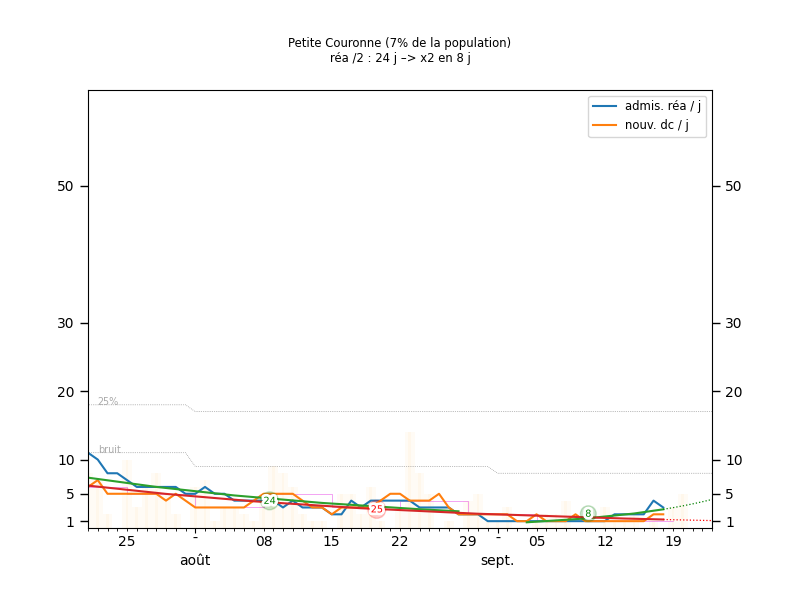 Petite Couronne (7% de la population)
réa /2 : 24 j –> x2 en 8 j
admis. réa / j
nouv. dc / j
50 50
30 30
20 20
25%
bruit
10 10
5 5
24
25
8
1 1
25 - 08 15 22 29 - 05 12 19
août sept.